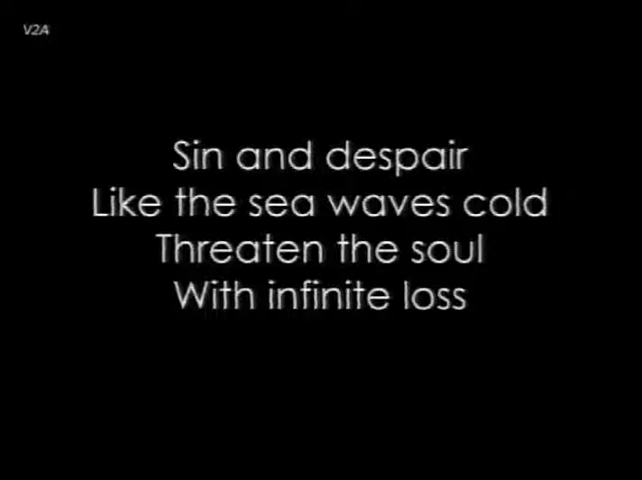 V2A
Sin and despair
Like the sea waves cold
Threaten the soul
With infinite loss